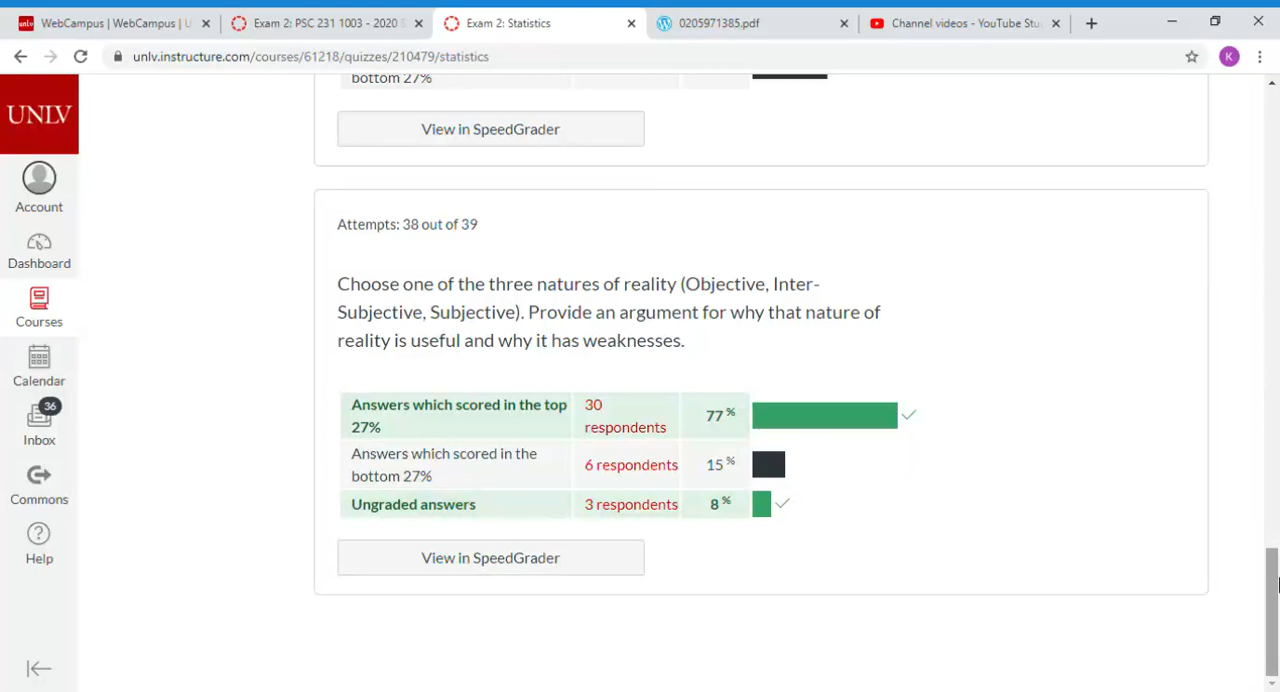 WebCampus | WebCampus | U
Exam 2: PSC 231 1003 - 2020 S
Exam 2: Statistics
0205971385.pdf
Channel videos - YouTube Stu
unlv.instructure.com/courses/61218/quizzes/210479/statistics
K
UNLV
Account
Dashboard
Courses
Calendar
36
Inbox
Commons
Help
bottom 27%
View in SpeedGrader
Attempts: 38 out of 39
Choose one of the three natures of reality (Objective, Inter-
Subjective, Subjective). Provide an argument for why that nature of
reality is useful and why it has weaknesses.
Answers which scored in the top
27%
30
respondents
77 %
Answers which scored in the
bottom 27%
6 respondents
15 %
Ungraded answers
3 respondents
8 %
View in SpeedGrader